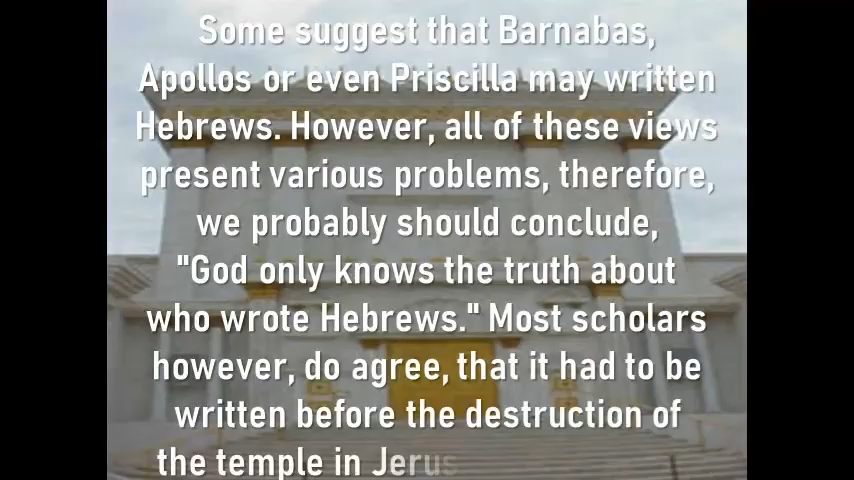 Some suggest that Barnabas,
Apollos or even Priscilla may written
Hebrews. However, all of these views
present various problems, therefore,
we probably should conclude,
"God only knows the truth about
who wrote Hebrews." Most scholars
however, do agree, that it had to be
written before the destruction of
the temple in Jerus